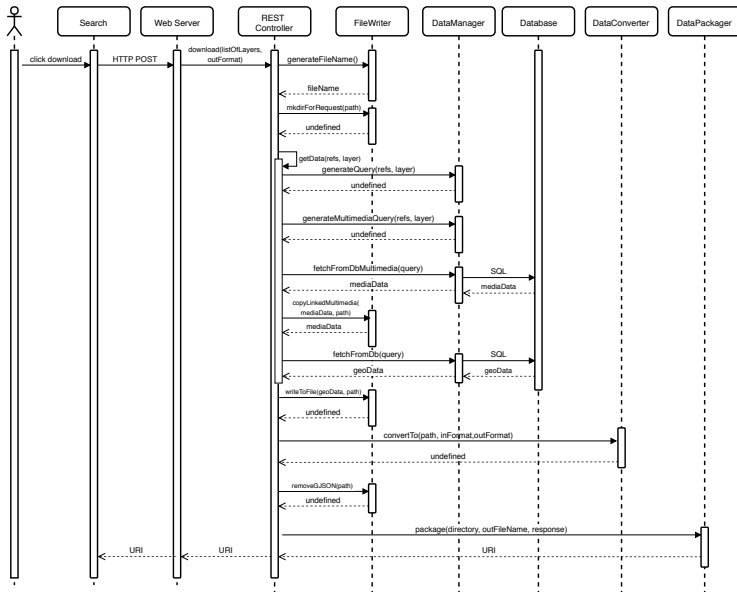 Search
Web Server
REST
Controller
FileWriter
DataManager
Database
DataConverter
DataPackager
click download
HTTP POST
download(listOfLayers,
outFormat)
generateFileName()
fileName
mkdirForRequest(path)
undefined
getData(refs, layer)
generateQuery(refs, layer)
undefined
generateMultimediaQuery(refs, layer)
undefined
fetchFromDbMultimedia(query)
SQL
mediaData
mediaData
copyLinkedMultimedia(
mediaData, path)
mediaData
fetchFromDb(query)
SQL
geoData
geoData
writeToFile(geoData, path)
undefined
convertTo(path, inFormat,outFormat)
undefined
removeGJSON(path)
undefined
package(directory, outFileName, response)
URI
URI
URI